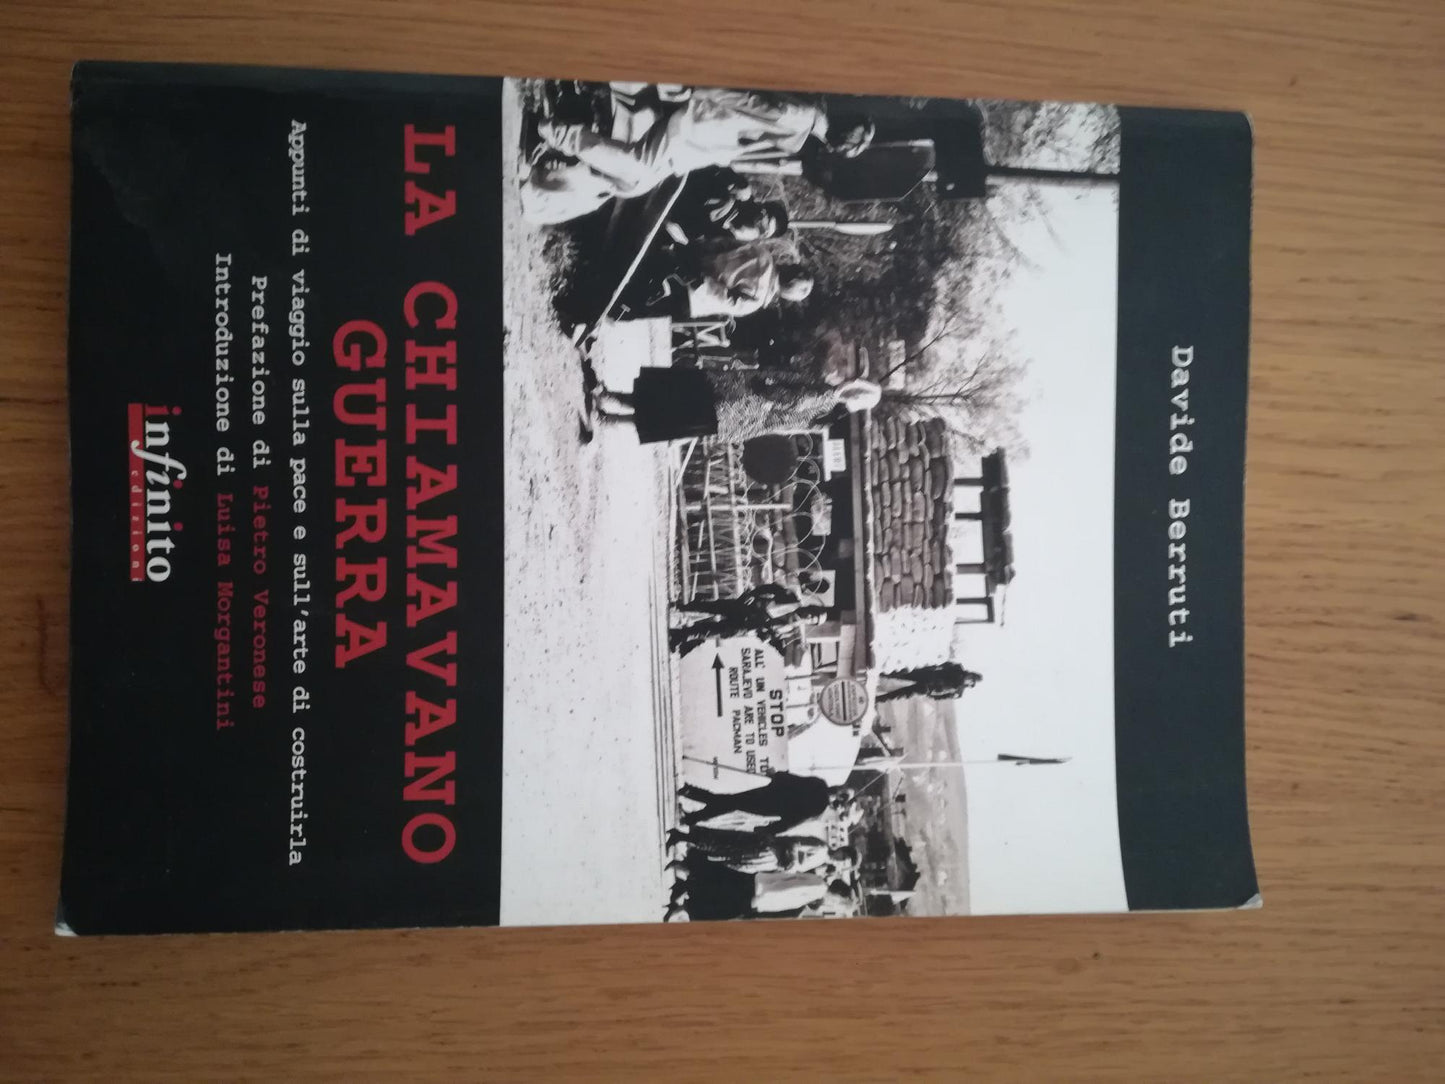 Davide Berruti
STOP
ALL' UN VEHICLES TO
SARAJEVO ARE TO USED
ROUTE PACMAN
LA CHIAMAVANO
GUERRA
Appunti di viaggio sulla pace e sull'arte di costruirla
Prefazione di Pietro Veronese
Introduzione di Luisa Morgantini
infinito
edizioni